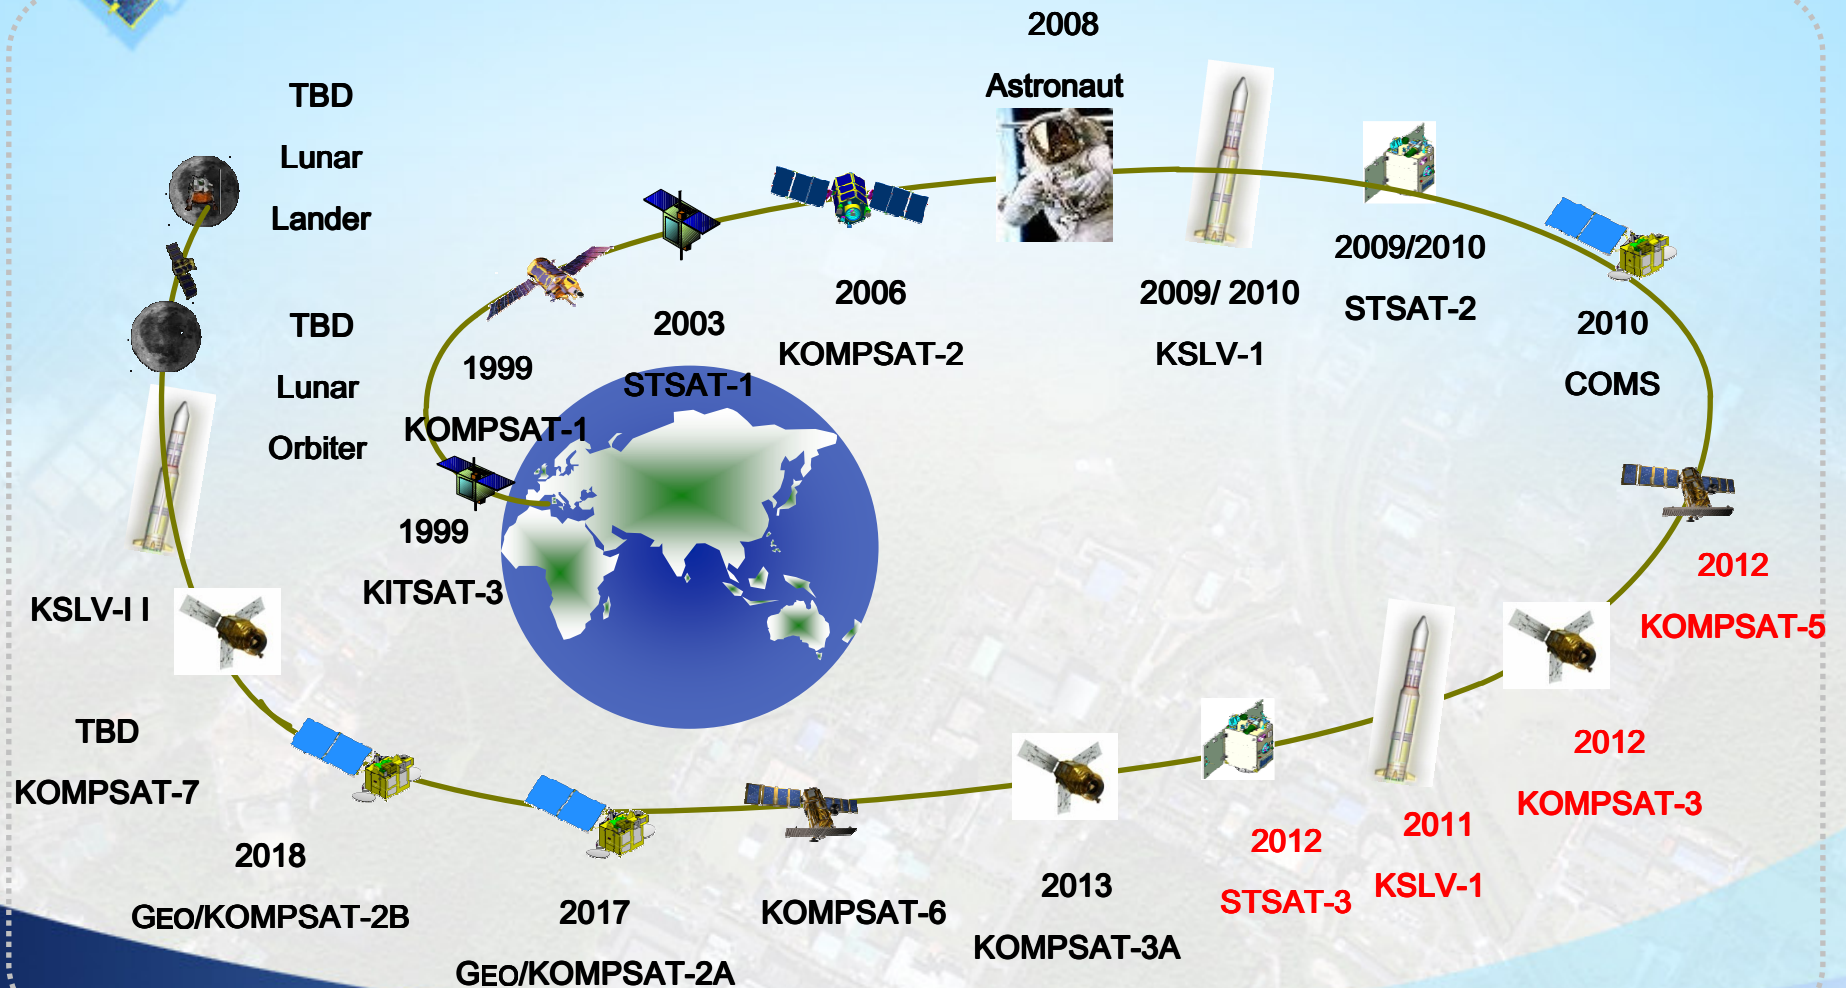 2008
Astronaut
TBD
Lunar
Lander
TBD
Lunar
Orbiter
1999
KITSAT-3
1999
KOMPSAT-1
2003
STSAT-1
2006
KOMPSAT-2
2009/ 2010
KSLV-1
2009/2010
STSAT-2
2010
COMS
2012
KOMPSAT-5
2012
KOMPSAT-3
2011
KSLV-1
2012
STSAT-3
2013
KOMPSAT-3A
KOMPSAT-6
2017
GEO/KOMPSAT-2A
2018
GEO/KOMPSAT-2B
TBD
KOMPSAT-7
KSLV-I I